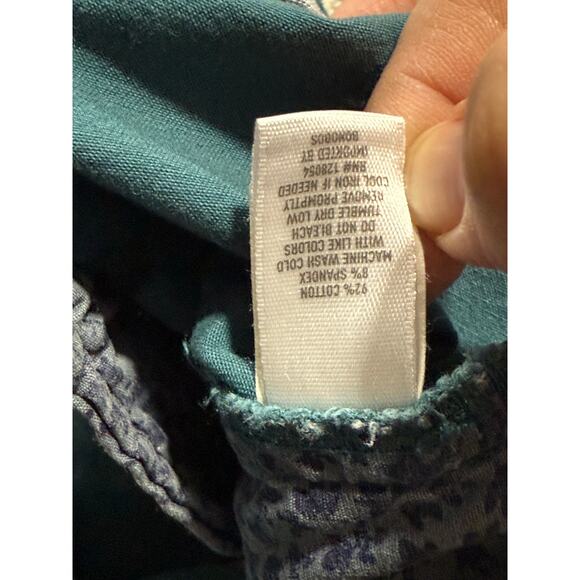 92% COTTON
8% SPANDEX
MACHINE WASH COLD
WITH LIKE COLORS
DO NOT BLEACH
TUMBLE DRY LOW
REMOVE PROMPTLY
COOL IRON IF NEEDED
RN# 128054
IMPORTED BY
BONOBOS